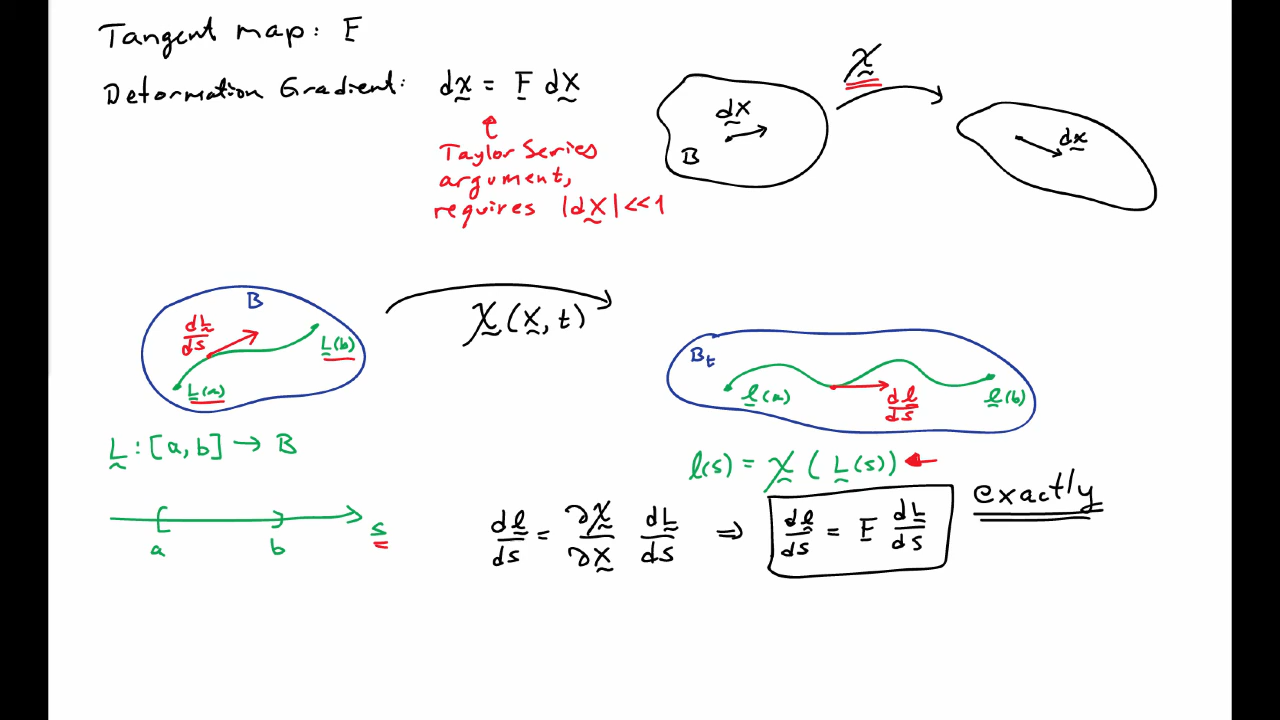 Tangent map: F
Deformation Gradient: dx = F dX
Taylor Series
argument,
requires |dX| << 1
χ
dX
B
dx
B
dL/ds
L(b)
L(a)
χ(X, t)
B_t
l(a)
dl/ds
l(b)
L : [a, b] → B
l(s) = χ(L(s)) ←
a
b
s
dl/ds = ∂χ/∂X dL/ds ⇒ dl/ds = F dL/ds
exactly